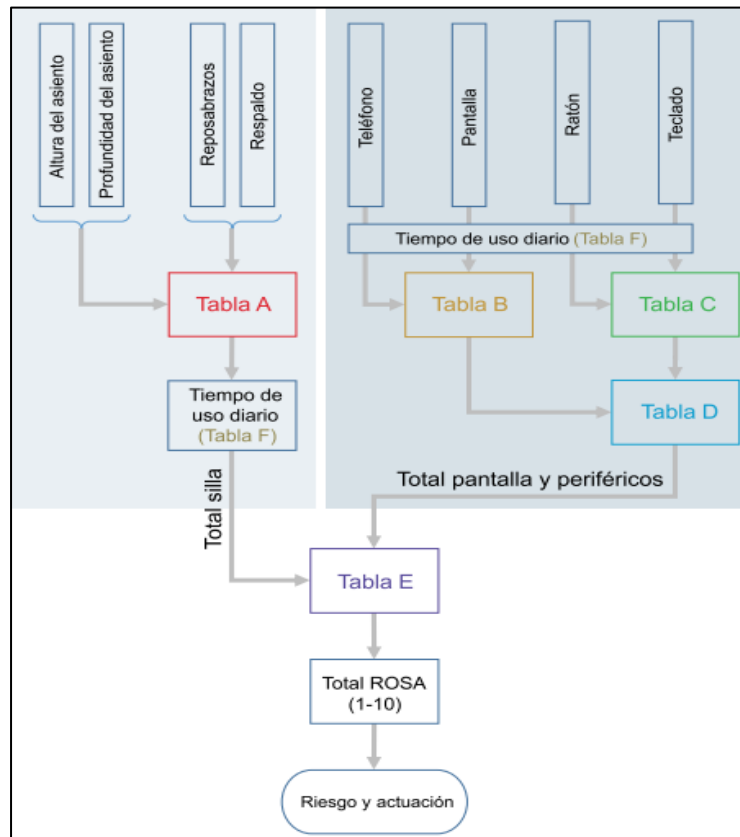 Altura del asiento
Profundidad del asiento
Reposabrazos
Respaldo
Teléfono
Pantalla
Ratón
Teclado
Tiempo de uso diario (Tabla F)
Tabla A
Tabla B
Tabla C
Tiempo de
uso diario
(Tabla F)
Tabla D
Total silla
Total pantalla y periféricos
Tabla E
Total ROSA
(1-10)
Riesgo y actuación